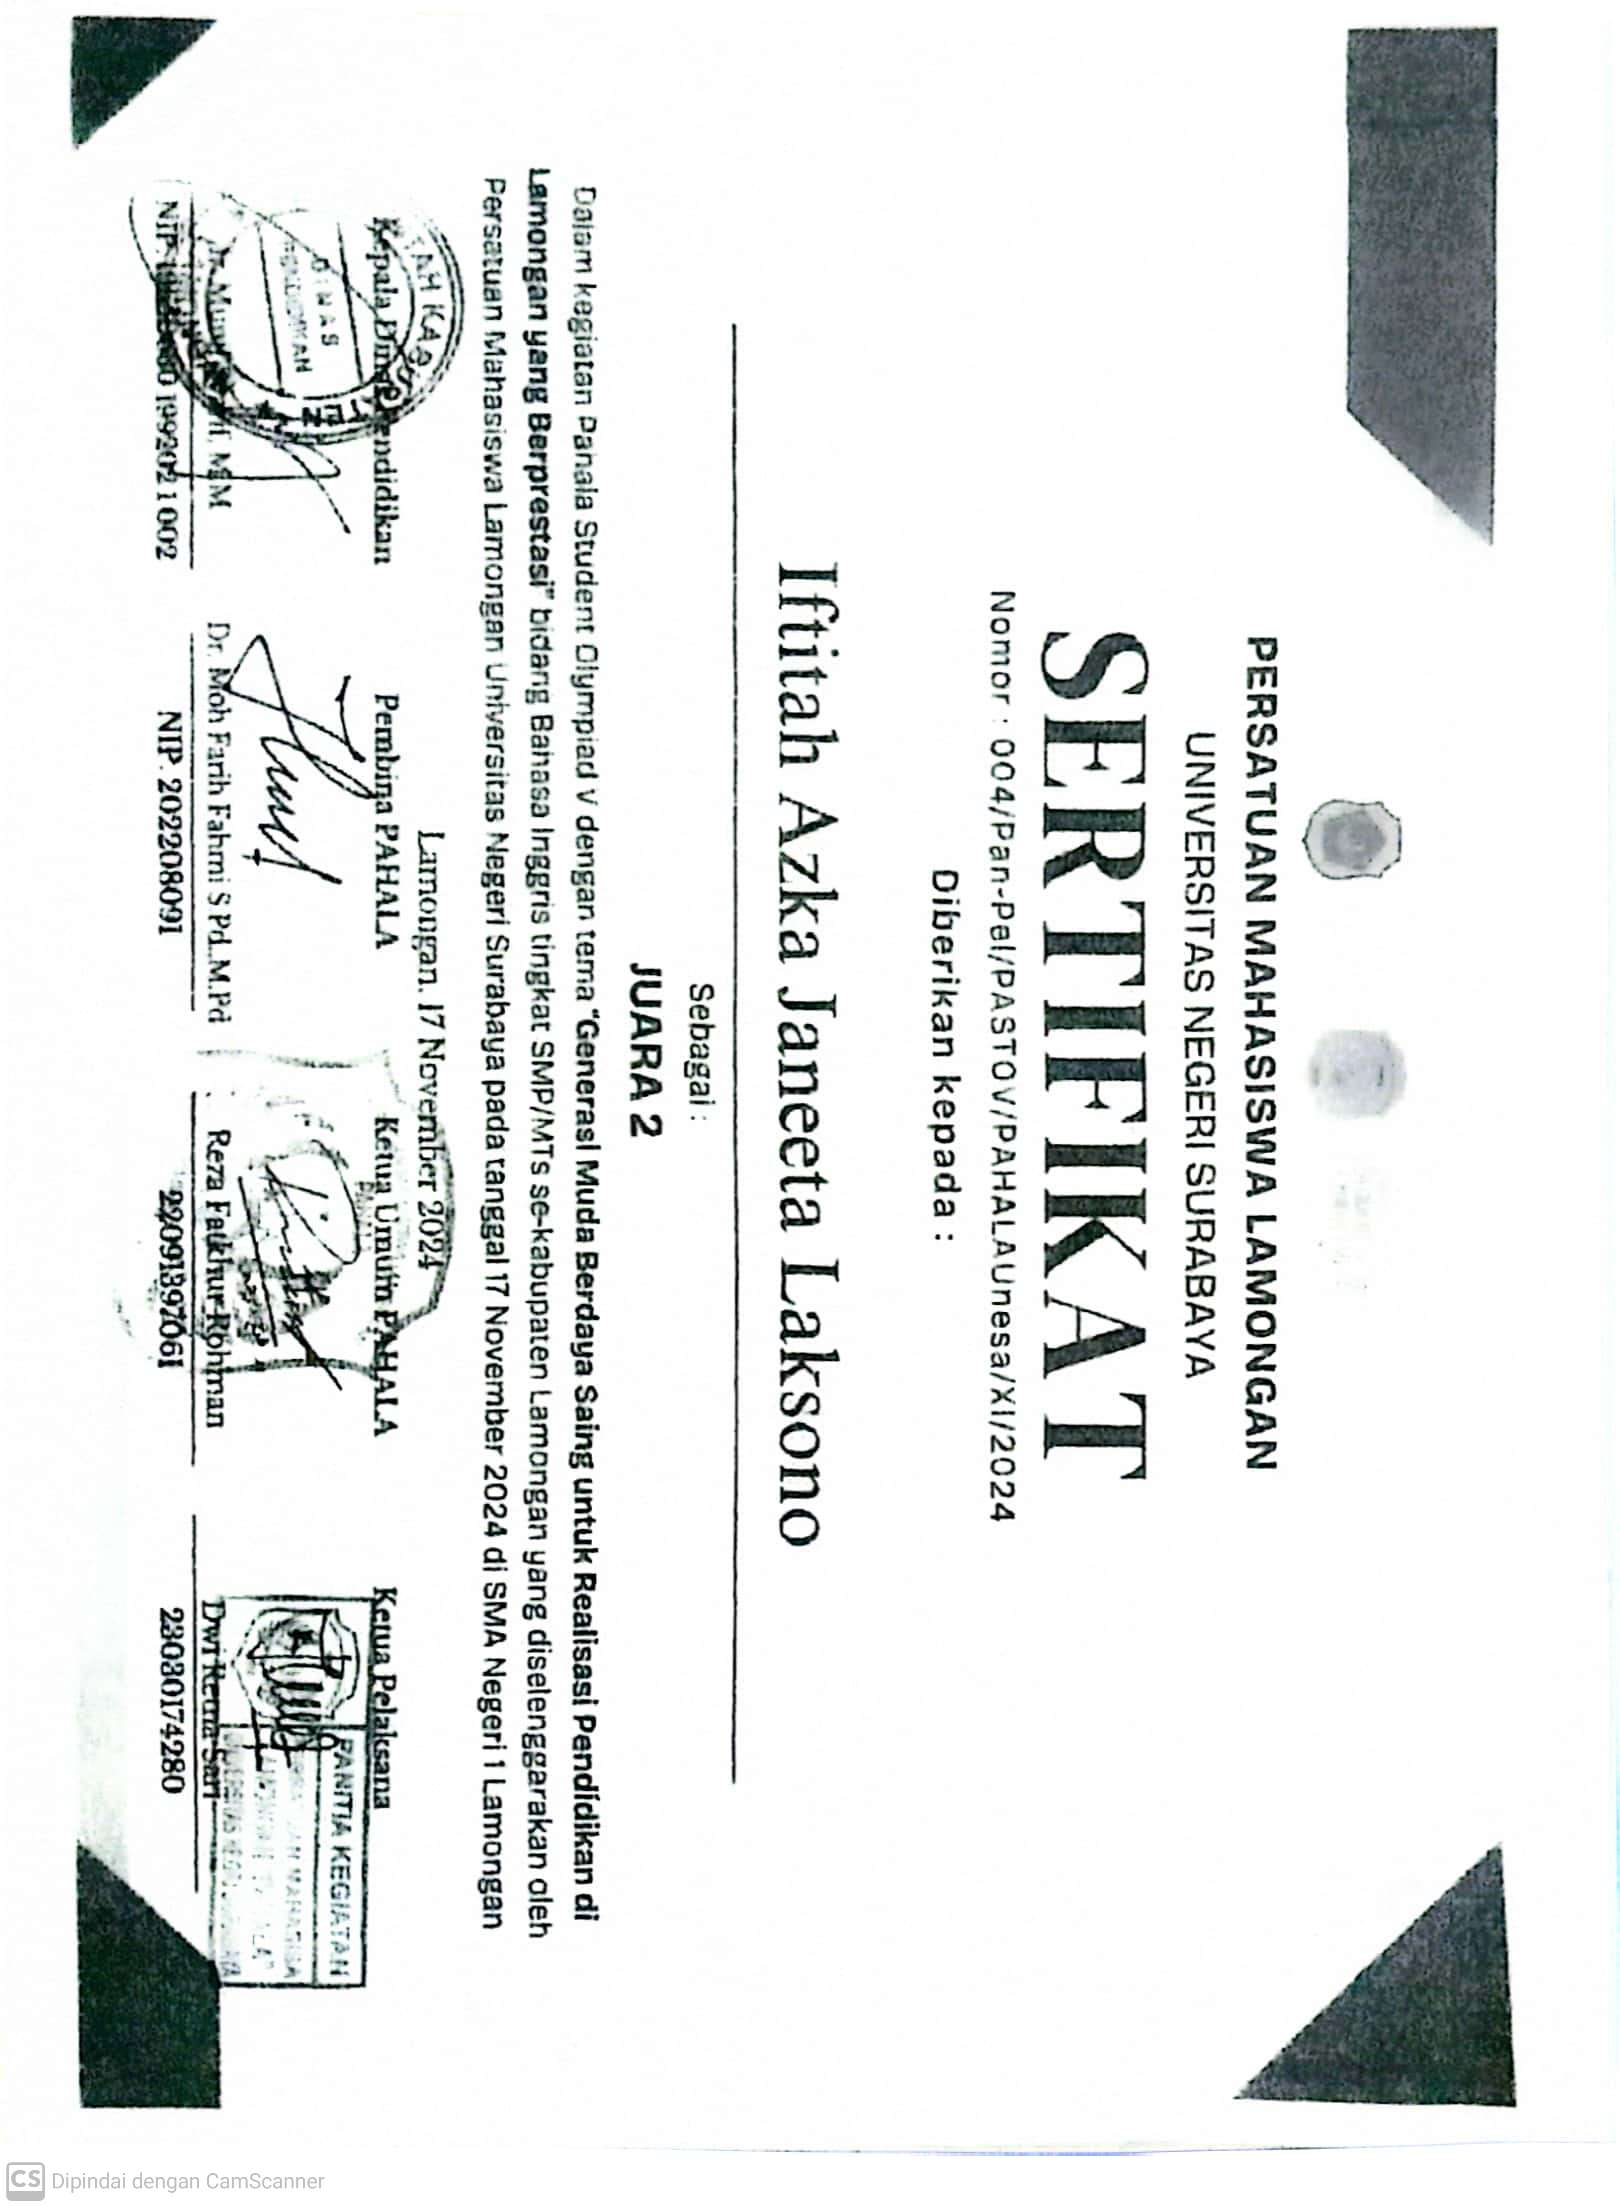 PERSATUAN MAHASISWA LAMONGAN
UNIVERSITAS NEGERI SURABAYA
SERTIFIKAT
Nomor : 004/Pan-Pel/PASTOV/PAHALAUnesa/XI/2024
Diberikan kepada :
Iftitah Azka Janeeta Laksono
Sebagai :
JUARA 2
Dalam kegiatan Pahala Student Olympiad V dengan tema "Generasi Muda Berdaya Saing untuk Realisasi Pendidikan di
Lamongan yang Berprestasi" bidang Bahasa Inggris tingkat SMP/MTs se-kabupaten Lamongan yang diselenggarakan oleh
Persatuan Mahasiswa Lamongan Universitas Negeri Surabaya pada tanggal 17 November 2024 di SMA Negeri 1 Lamongan
Lamongan, 17 November 2024
Kepala Dinas Pendidikan
DINAS
PENDIDIKAN
MSM
NIP. 199202 1 002
Pembina PAHALA
Dr. Moh Farih Fahmi S Pd.,M.Pd
NIP. 202208091
Ketua Umum PAHALA
Reza Fatkhur Rohman
22091397061
Ketua Pelaksana
PANITIA KEGIATAN
Dwi Retna Sari
23080174280
CS Dipindai dengan CamScanner